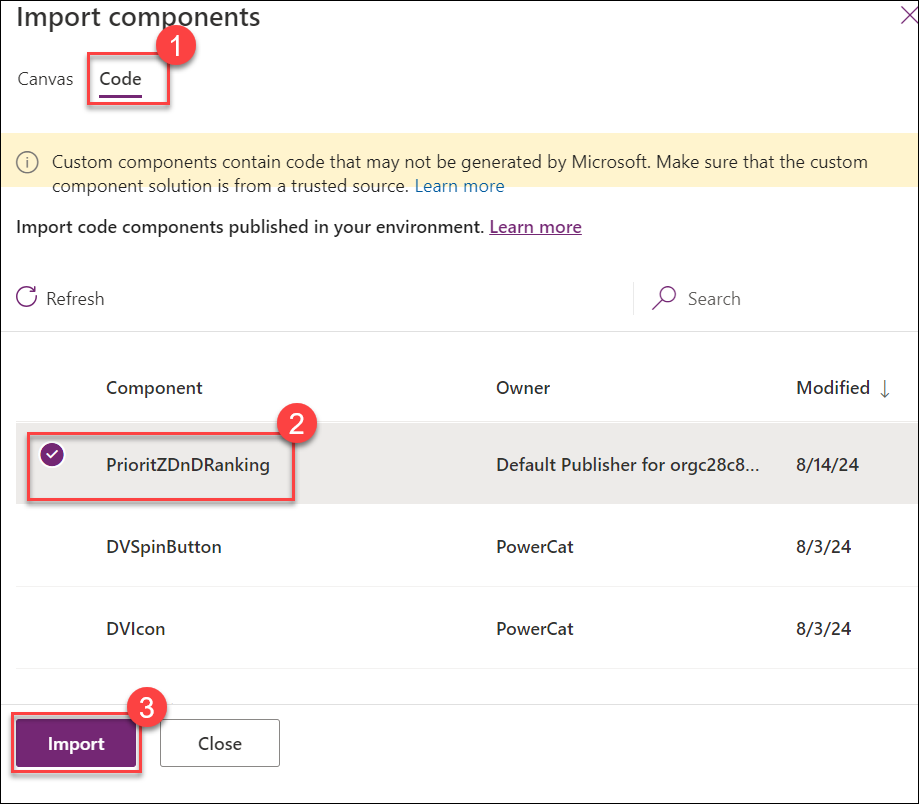 Import components
1
Canvas Code
Custom components contain code that may not be generated by Microsoft. Make sure that the custom
component solution is from a trusted source. Learn more
Import code components published in your environment. Learn more
Refresh Search
Component Owner Modified ↓
2
PrioritZDnDRanking Default Publisher for orgc28c8... 8/14/24
DVSpinButton PowerCat 8/3/24
DVIcon PowerCat 8/3/24
3
Import Close